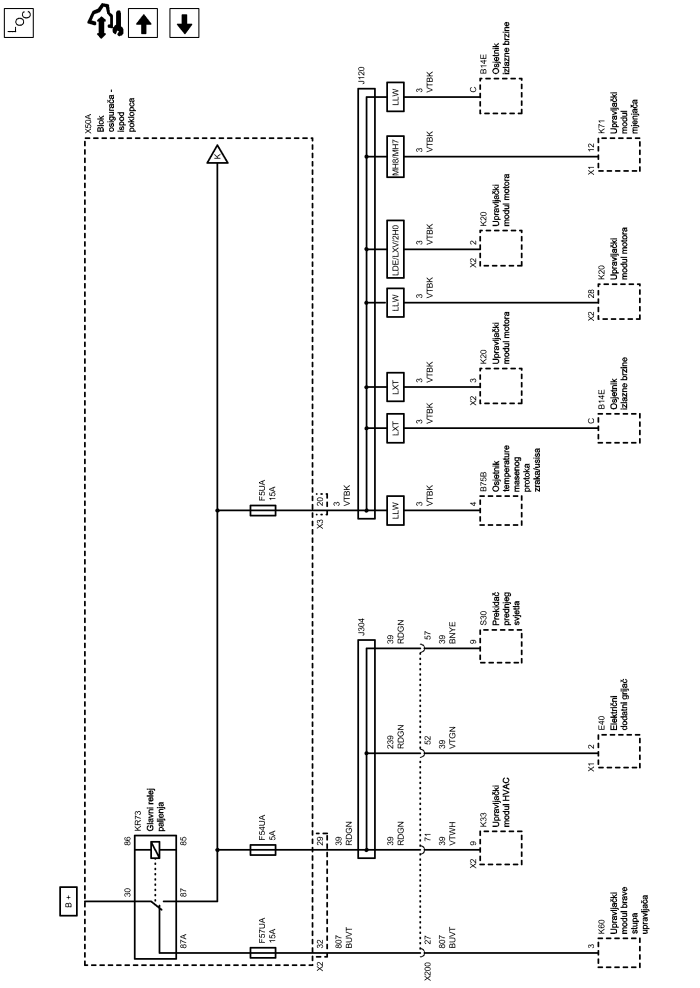 LOC
B +
X50A
Blok
osigurača -
ispod
poklopca
KR73
Glavni relej
paljenja
86
85
30
87
87A
K
F57UA
15A
F54UA
5A
F5UA
15A
X2
32
29
X3
20
807
BUVT
39
RDGN
3
VTBK
J304
J120
39
RDGN
239
RDGN
39
RDGN
X200
27
71
52
57
807
BUVT
39
VTWH
39
VTGN
39
BNYE
3
K60
Upravljački
modul brave
stupa
upravljača
X2
9
K33
Upravljački
modul HVAC
X1
2
E40
Električni
dodatni grijač
9
S30
Prekidač
prednjeg
svjetla
LLW
3
VTBK
4
B75B
Osjetnik
temperature
masenog
protoka
zraka/usisa
LXT
3
VTBK
C
B14E
Osjetnik
izlazne brzine
LXT
3
VTBK
X2
3
K20
Upravljački
modul motora
LLW
3
VTBK
X2
28
K20
Upravljački
modul motora
LDE/LXV/2H0
3
VTBK
X2
2
K20
Upravljački
modul motora
MH8/MH7
3
VTBK
X1
12
K71
Upravljački
modul
mjenjača
LLW
3
VTBK
C
B14E
Osjetnik
izlazne brzine